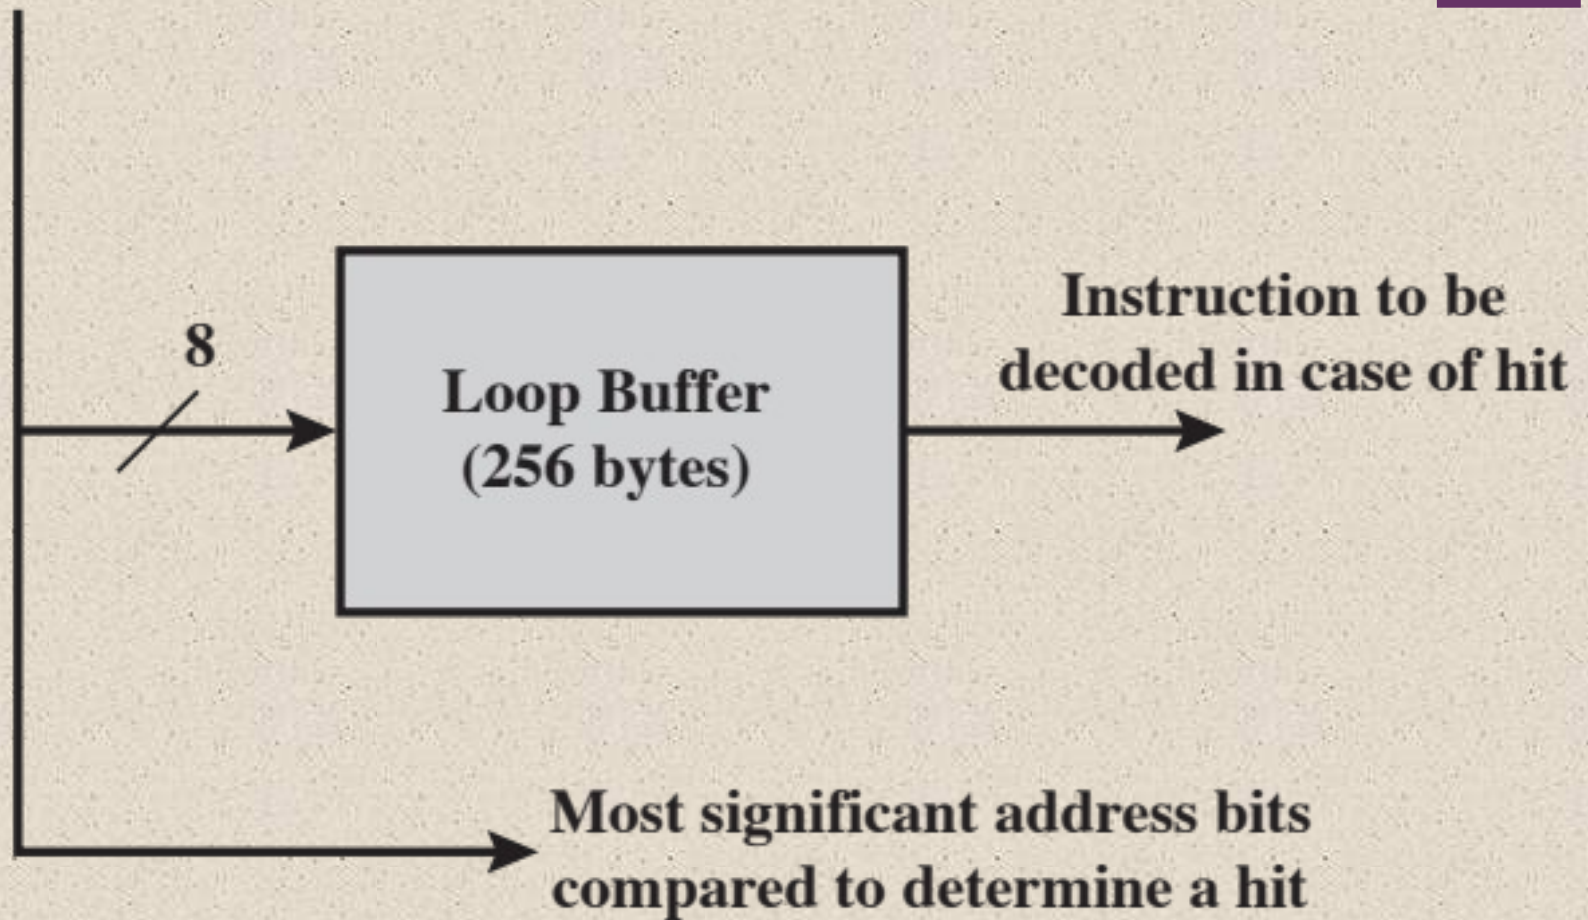 8
Loop Buffer
(256 bytes)
Instruction to be
decoded in case of hit
Most significant address bits
compared to determine a hit